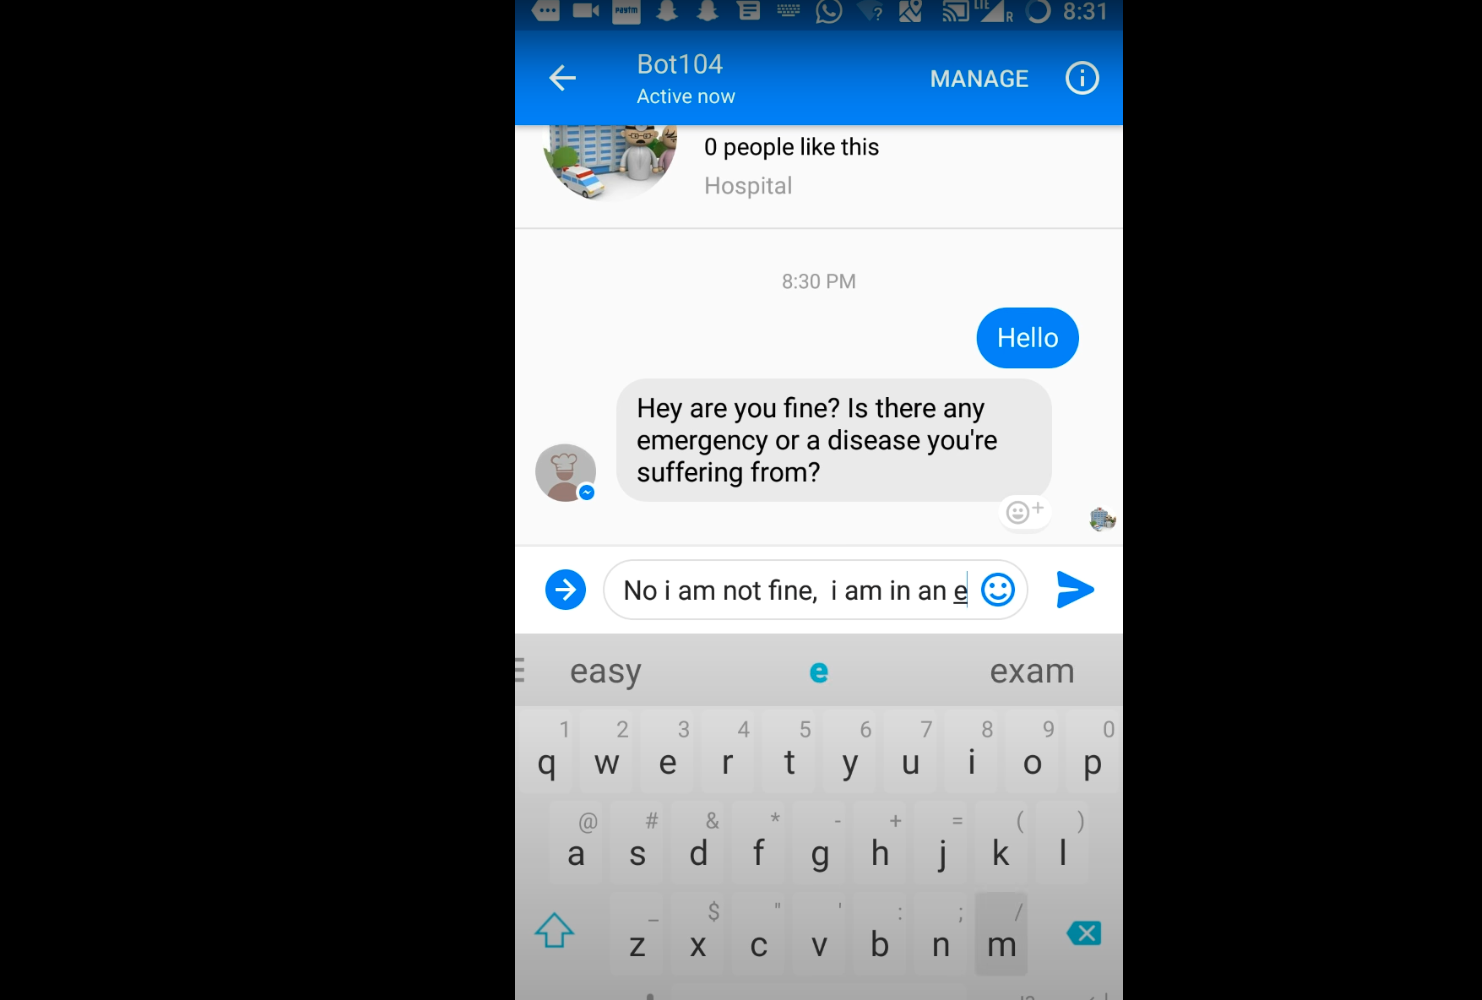 Paytm ? LTE R 8:31
Bot104
Active now
MANAGE
0 people like this
Hospital
8:30 PM
Hello
Hey are you fine? Is there any
emergency or a disease you're
suffering from?
No i am not fine,  i am in an e
easy e exam
1 2 3 4 5 6 7 8 9 0
q w e r t y u i o p
@ # & * - + = ( )
a s d f g h j k l
_ $ " ' : ; /
z x c v b n m